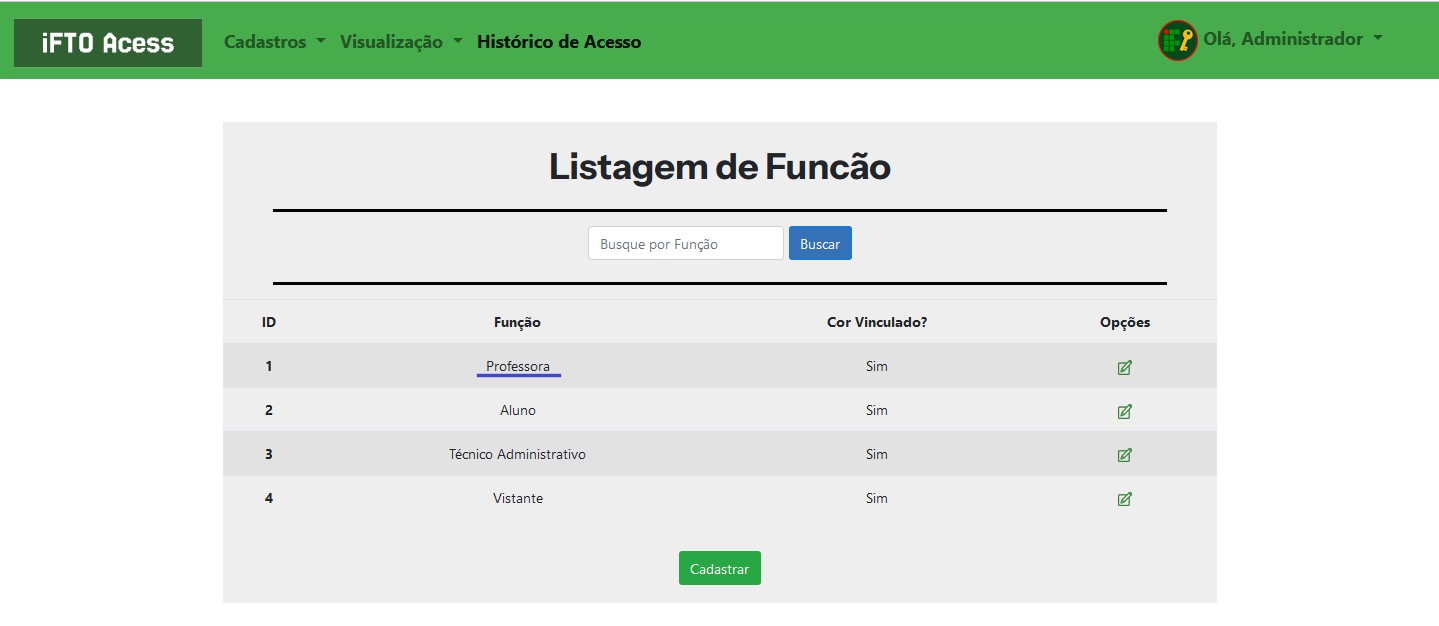 iFTO Acess Cadastros Visualização Histórico de Acesso Olá, Administrador
Listagem de Funcão
Busque por Função Buscar
ID Função Cor Vinculado? Opções
1 Professora Sim
2 Aluno Sim
3 Técnico Administrativo Sim
4 Vistante Sim
Cadastrar